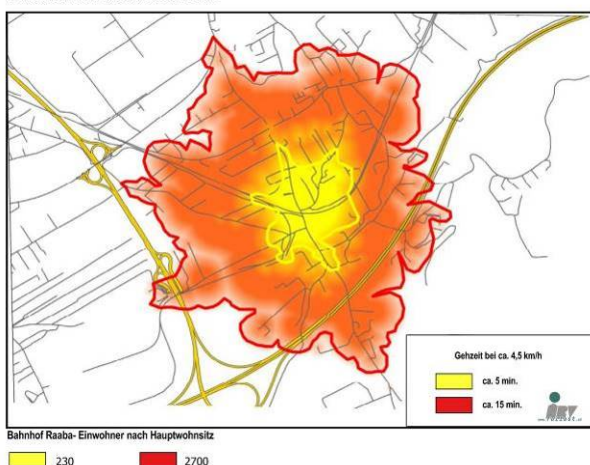 Gehzeit bei ca. 4,5 km/h
ca. 5 min.
ca. 15 min.
Bahnhof Raaba- Einwohner nach Hauptwohnsitz
230
2700